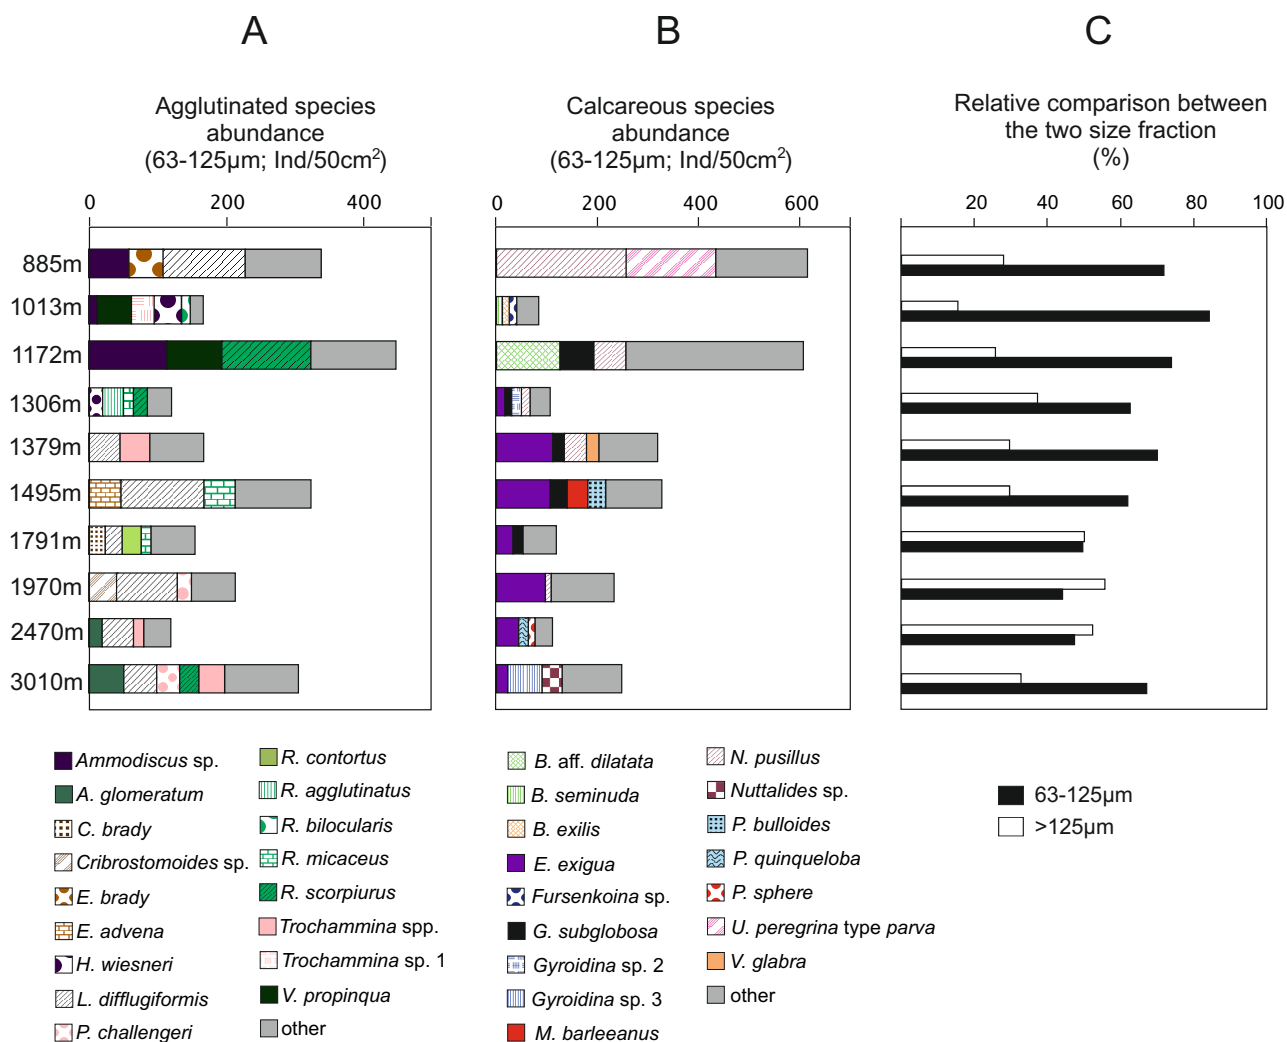 A
B
C
Agglutinated species
abundance
(63-125µm; Ind/50cm²)
Calcareous species
abundance
(63-125µm; Ind/50cm²)
Relative comparison between
the two size fraction
(%)
0 200 400
0 200 400 600
20 40 60 80 100
885m
1013m
1172m
1306m
1379m
1495m
1791m
1970m
2470m
3010m
Ammodiscus sp.
A. glomeratum
C. brady
Cribrostomoides sp.
E. brady
E. advena
H. wiesneri
L. difflugiformis
P. challengeri
R. contortus
R. agglutinatus
R. bilocularis
R. micaceus
R. scorpiurus
Trochammina spp.
Trochammina sp. 1
V. propinqua
other
B. aff. dilatata
B. seminuda
B. exilis
E. exigua
Fursenkoina sp.
G. subglobosa
Gyroidina sp. 2
Gyroidina sp. 3
M. barleeanus
N. pusillus
Nuttalides sp.
P. bulloides
P. quinqueloba
P. sphere
U. peregrina type parva
V. glabra
other
63-125µm
>125µm